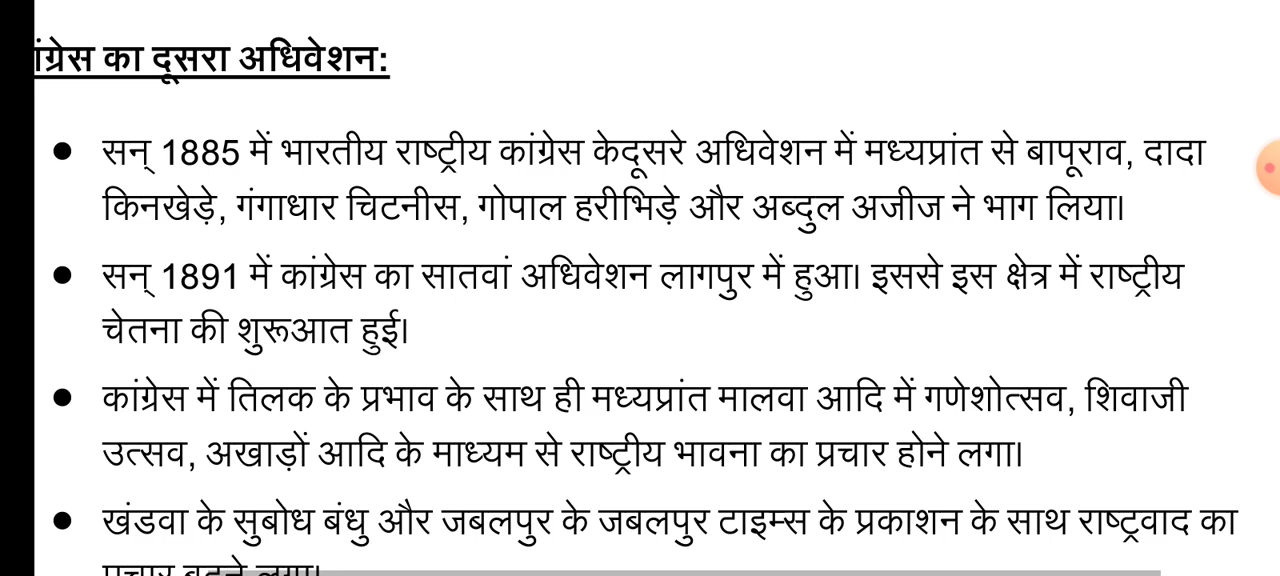 ांग्रेस का दूसरा अधिवेशन:
● सन् 1885 में भारतीय राष्ट्रीय कांग्रेस केदूसरे अधिवेशन में मध्यप्रांत से बापूराव, दादा
किनखेड़े, गंगाधार चिटनीस, गोपाल हरीभिड़े और अब्दुल अजीज ने भाग लिया।
● सन् 1891 में कांग्रेस का सातवां अधिवेशन लागपुर में हुआ। इससे इस क्षेत्र में राष्ट्रीय
चेतना की शुरूआत हुई।
● कांग्रेस में तिलक के प्रभाव के साथ ही मध्यप्रांत मालवा आदि में गणेशोत्सव, शिवाजी
उत्सव, अखाड़ों आदि के माध्यम से राष्ट्रीय भावना का प्रचार होने लगा।
● खंडवा के सुबोध बंधु और जबलपुर के जबलपुर टाइम्स के प्रकाशन के साथ राष्ट्रवाद का
लगा।